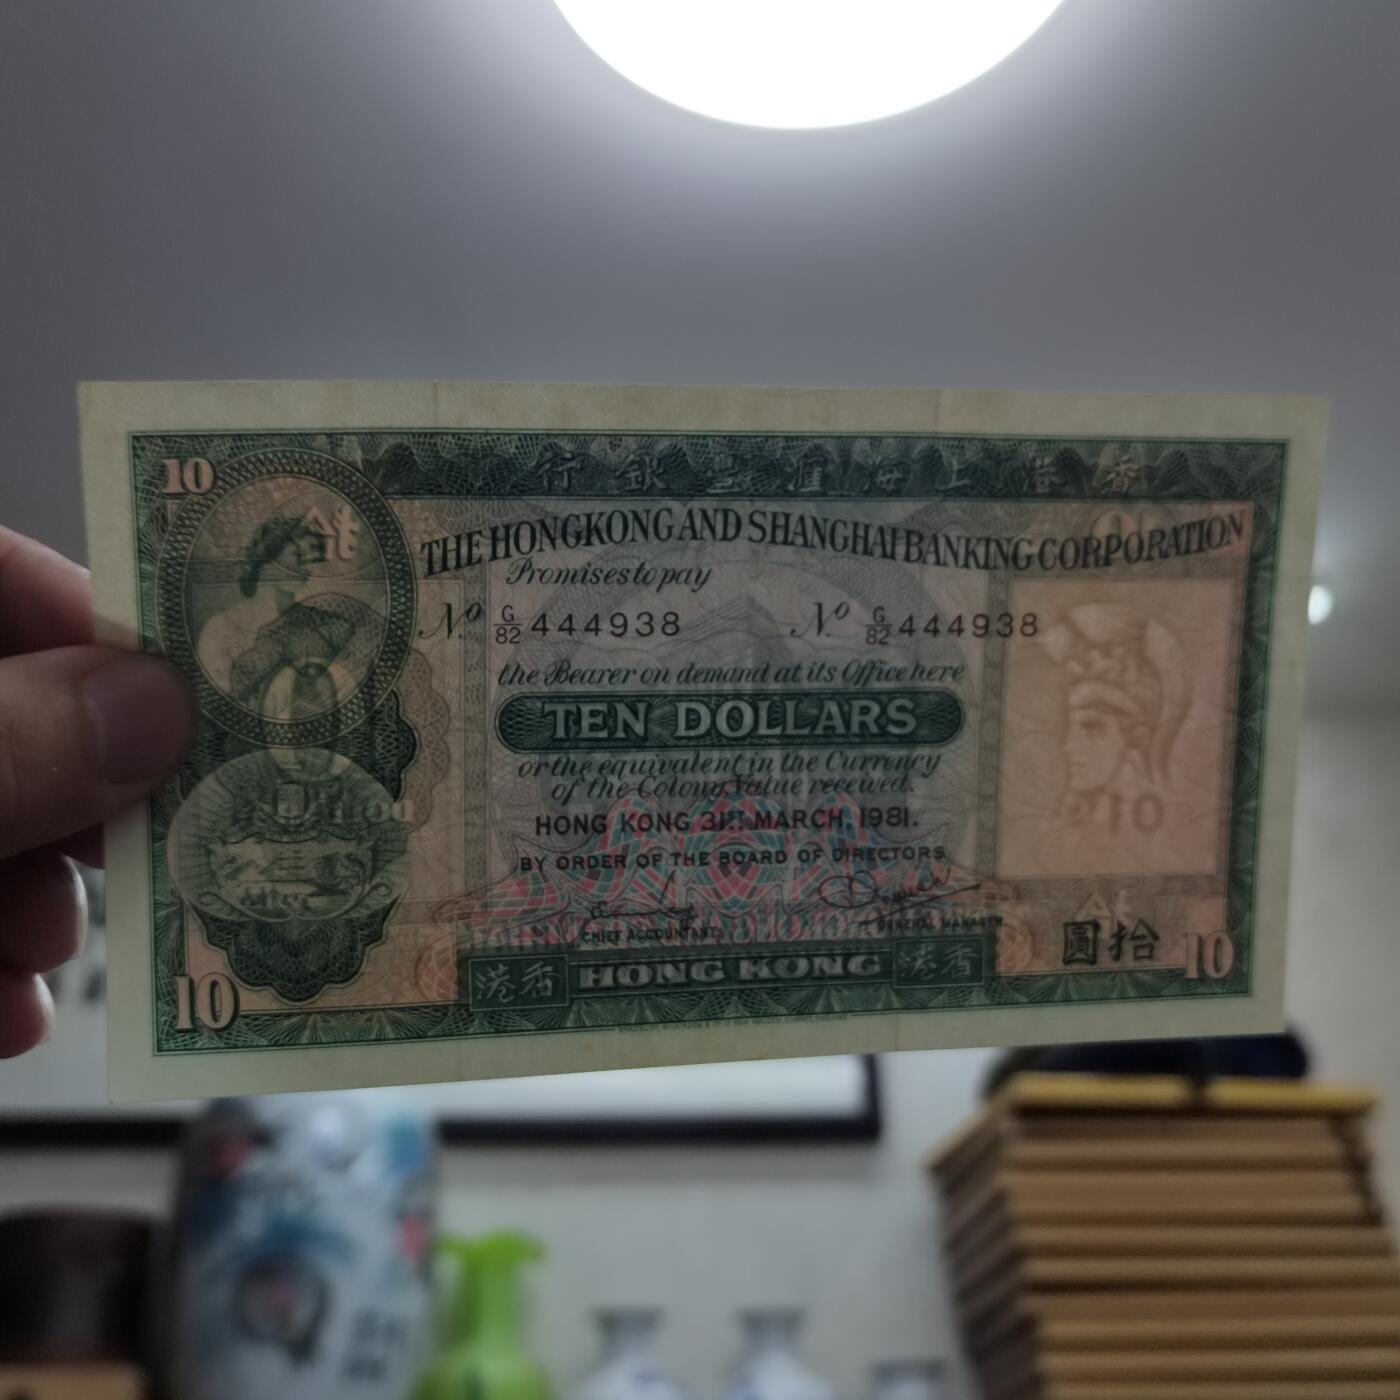 10
行銀豐滙海上港香
THE HONGKONG AND SHANGHAI BANKING CORPORATION
Promises to pay
No. G/82 444938 No. G/82 444938
the Bearer on demand at its Office here
TEN DOLLARS
or the equivalent in the Currency
of the Colony, Value received.
HONG KONG 31ST MARCH, 1981.
BY ORDER OF THE BOARD OF DIRECTORS
CHIEF ACCOUNTANT. GENERAL MANAGER
圓拾
10 港香 HONG KONG 港香 10
10